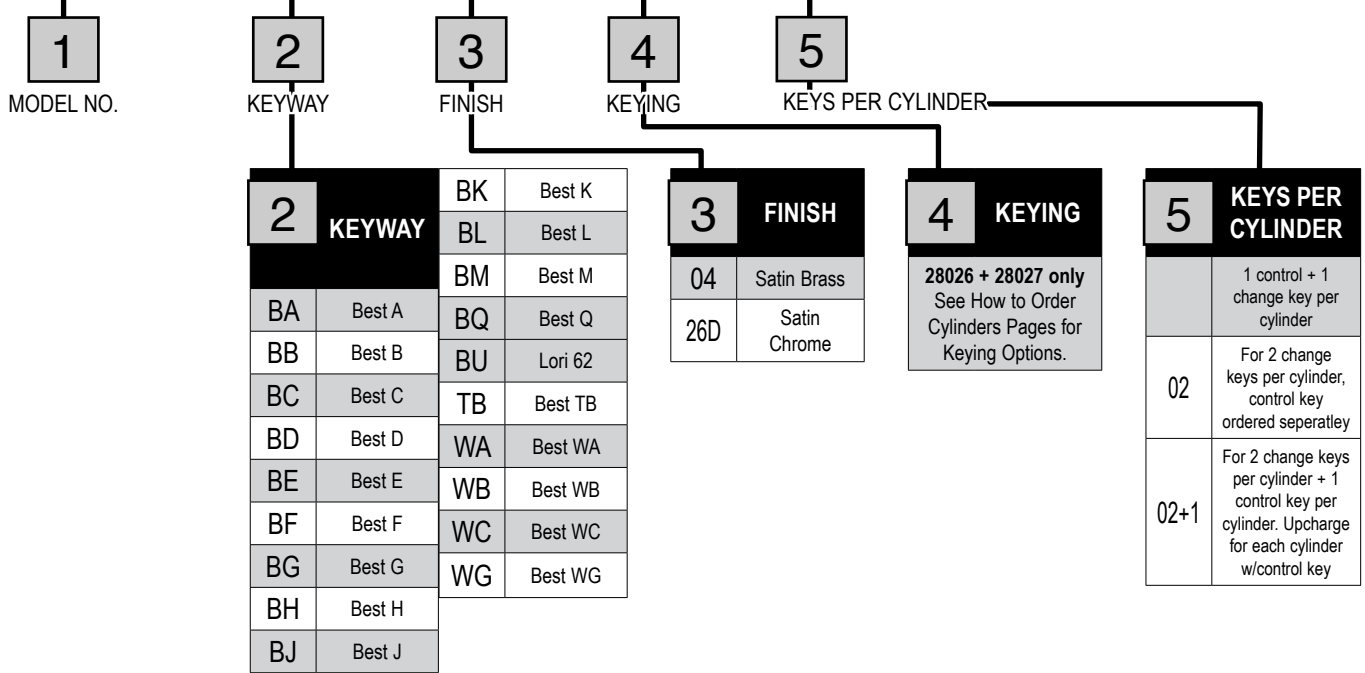 1
2
3
4
5
MODEL NO.
KEYWAY
FINISH
KEYING
KEYS PER CYLINDER
2
KEYWAY
BA Best A
BB Best B
BC Best C
BD Best D
BE Best E
BF Best F
BG Best G
BH Best H
BJ Best J
BK Best K
BL Best L
BM Best M
BQ Best Q
BU Lori 62
TB Best TB
WA Best WA
WB Best WB
WC Best WC
WG Best WG
3
FINISH
04 Satin Brass
26D Satin
Chrome
4
KEYING
28026 + 28027 only
See How to Order
Cylinders Pages for
Keying Options.
5
KEYS PER
CYLINDER
1 control + 1
change key per
cylinder
02
For 2 change
keys per cylinder,
control key
ordered seperatley
02+1
For 2 change keys
per cylinder + 1
control key per
cylinder. Upcharge
for each cylinder
w/control key